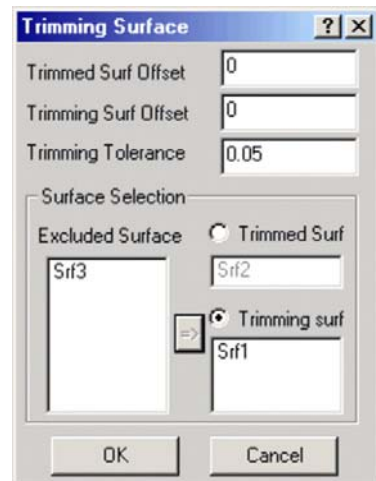 Trimming Surface ? ×
Trimmed Surf Offset 0
Trimming Surf Offset 0
Trimming Tolerance 0.05
Surface Selection
Excluded Surface Trimmed Surf
Srf3 Srf2
=> Trimming surf
Srf1
OK Cancel